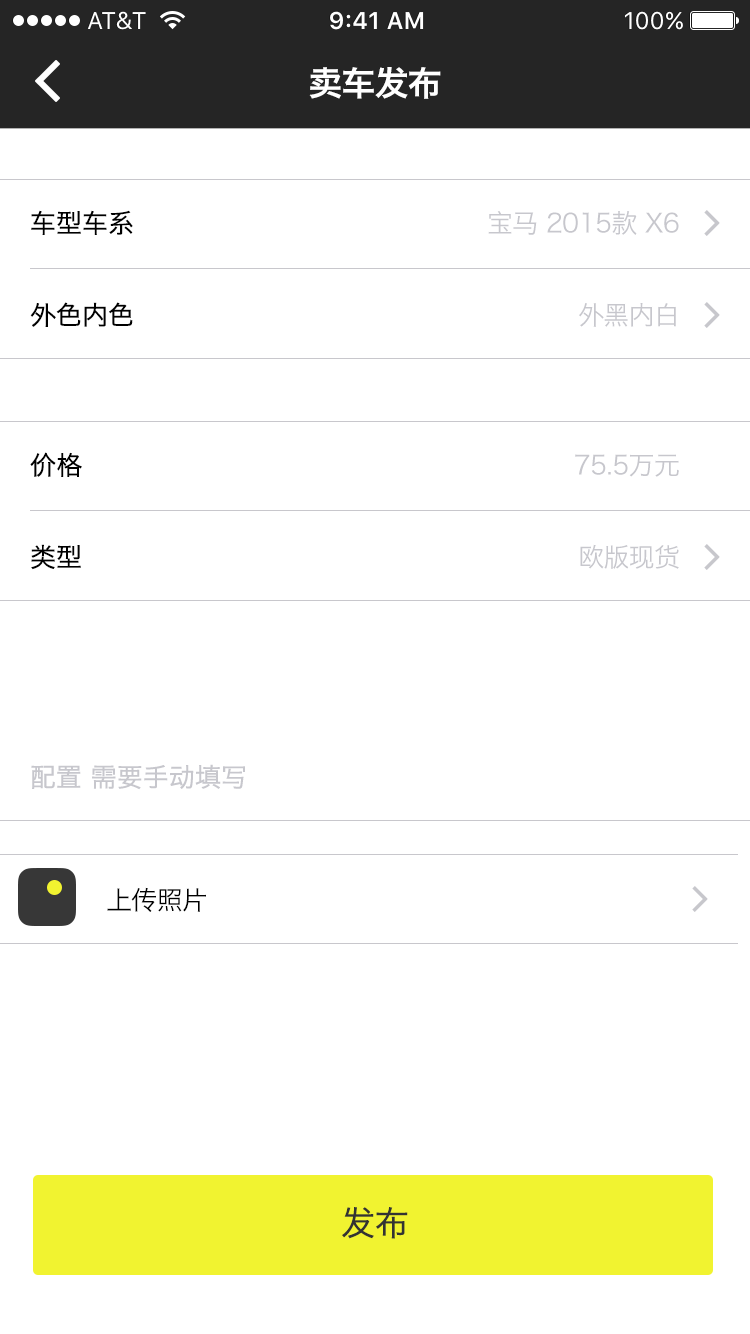 AT&T 9:41 AM 100%
卖车发布
车型车系 宝马 2015款 X6
外色内色 外黑内白
价格 75.5万元
类型 欧版现货
配置 需要手动填写
上传照片
发布